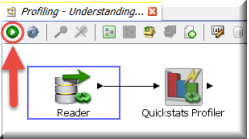 Profiling - Understanding...
Reader
Quickstats Profiler